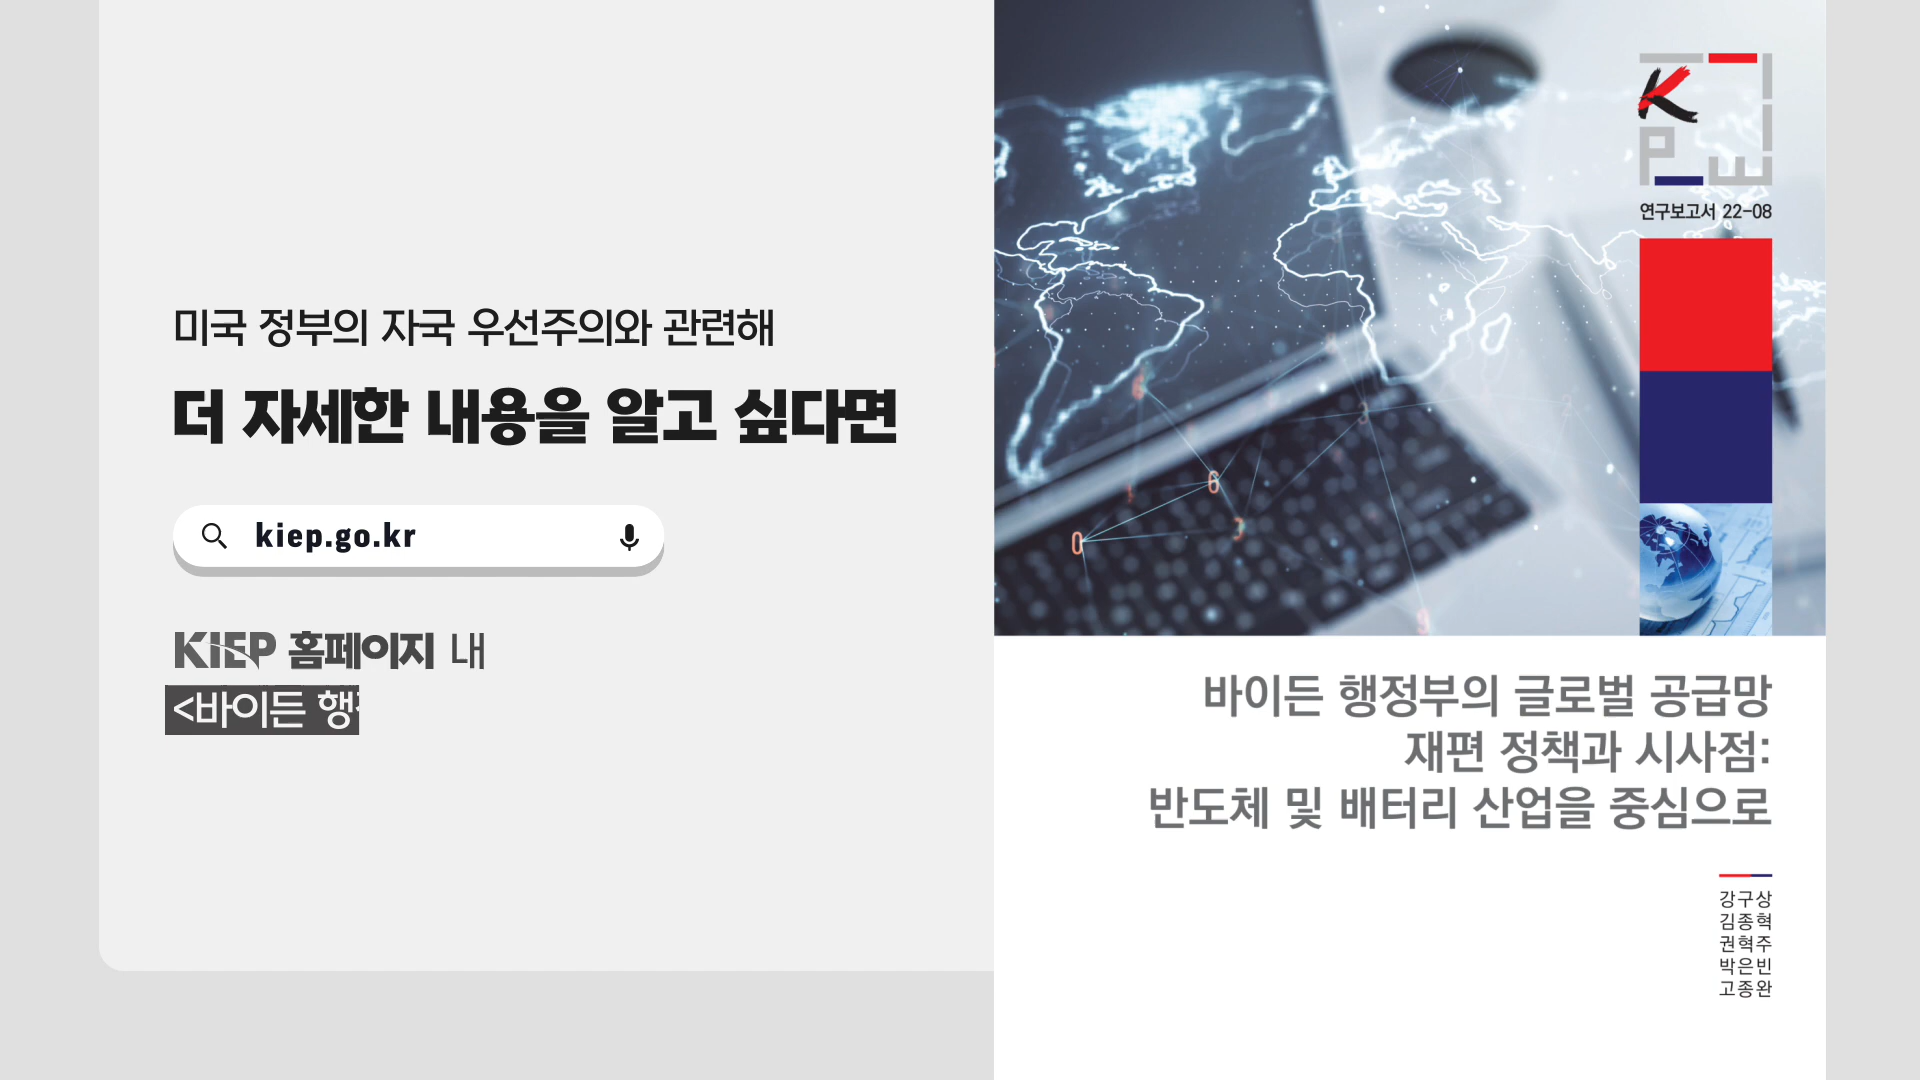 미국 정부의 자국 우선주의와 관련해
더 자세한 내용을 알고 싶다면
kiep.go.kr
KIEP 홈페이지 내
<바이든 행
KIEP
연구보고서 22-08
바이든 행정부의 글로벌 공급망
재편 정책과 시사점:
반도체 및 배터리 산업을 중심으로
강구상
김종혁
권혁주
박은빈
고종완